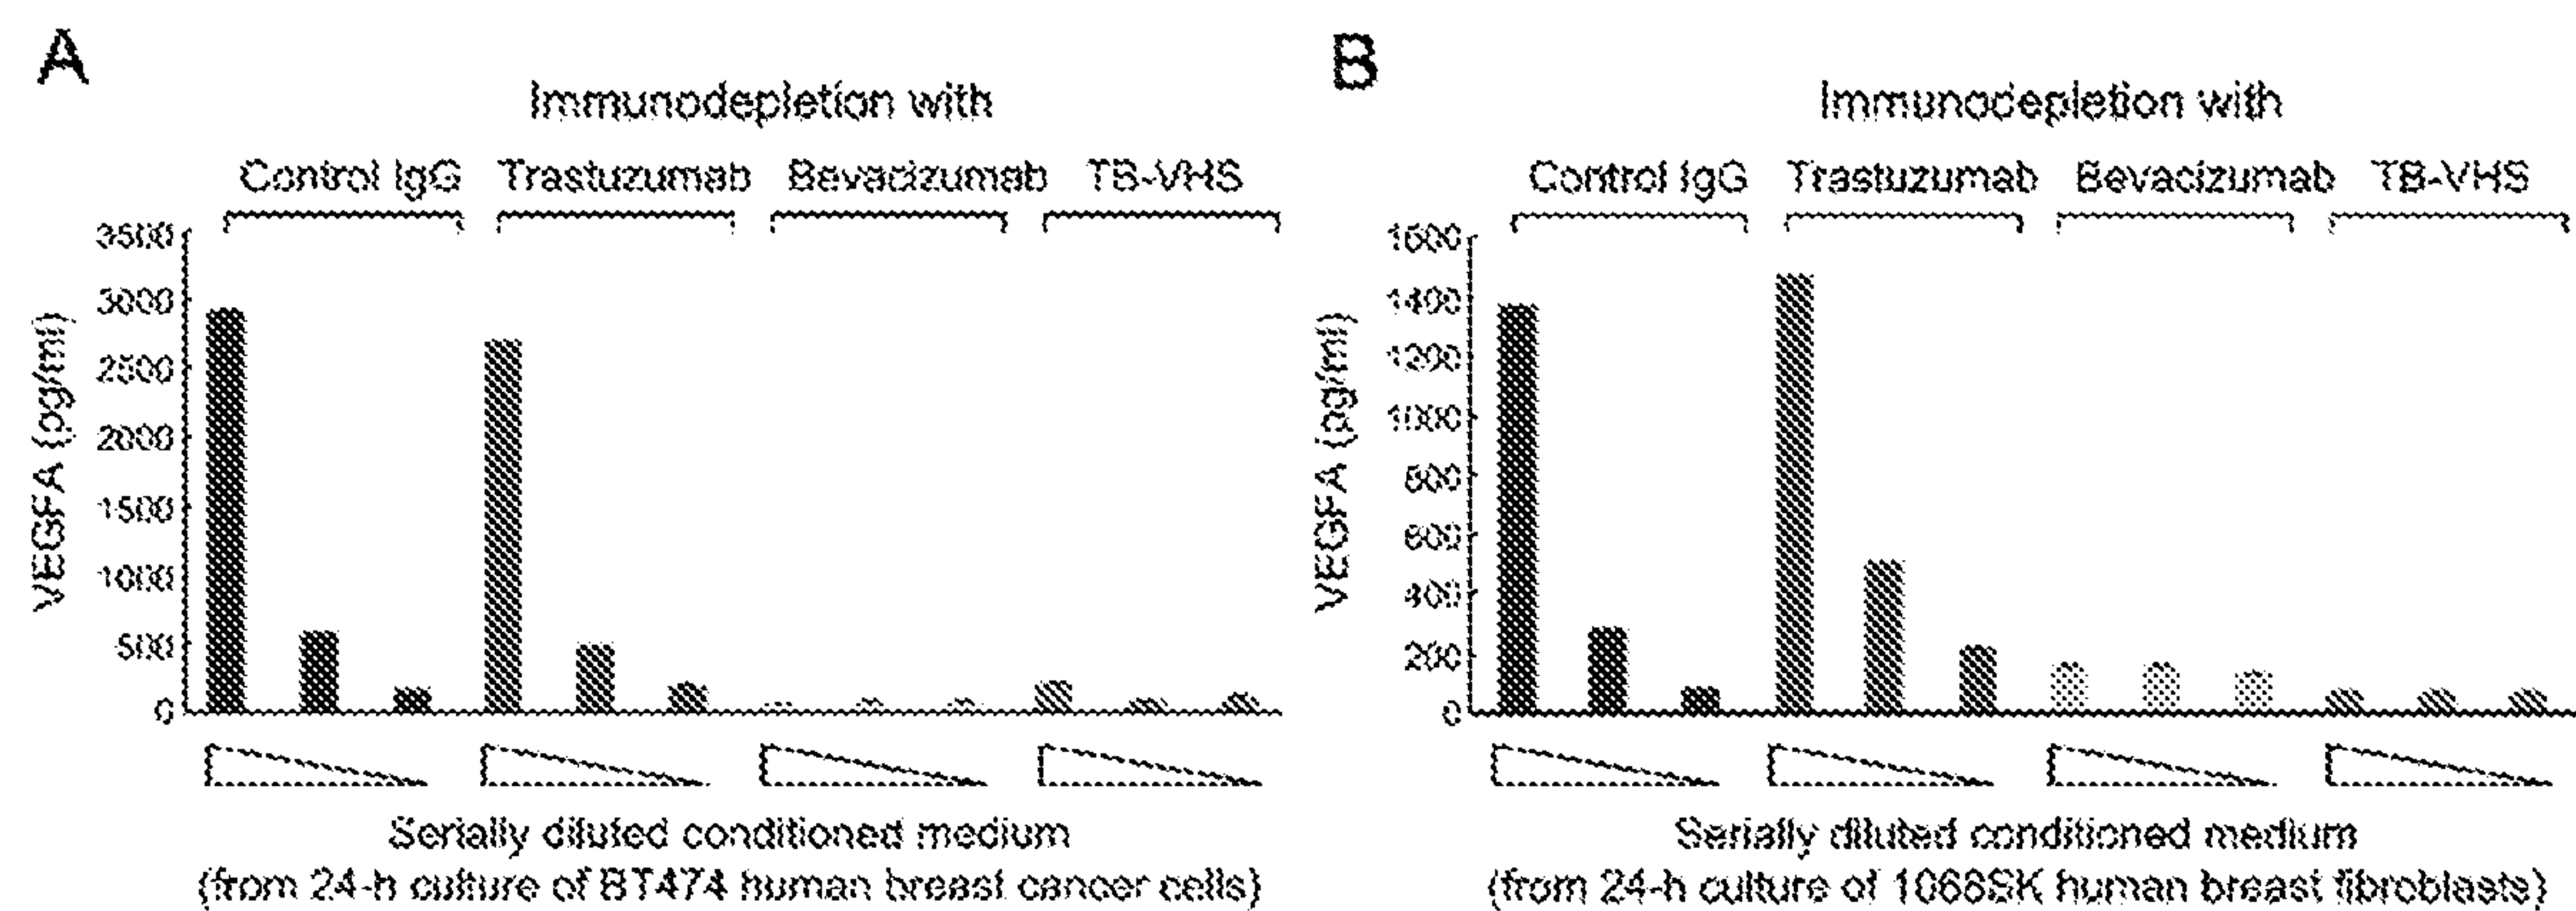 A
Immunodepletion with
Control IgG Trastuzumab Bevacizumab TB-VHS
3500
3000
2500
2000
1500
1000
500
0
VEGFA (pg/ml)
Serially diluted conditioned medium
(from 24-h culture of BT474 human breast cancer cells)
B
Immunodepletion with
Control IgG Trastuzumab Bevacizumab TB-VHS
1600
1400
1200
1000
800
600
400
200
0
VEGFA (pg/ml)
Serially diluted conditioned medium
(from 24-h culture of 1068SK human breast fibroblasts)